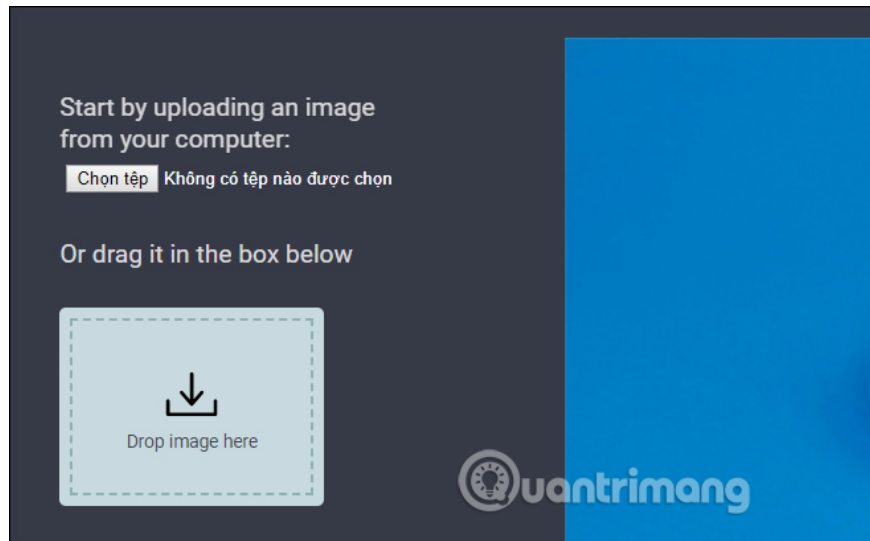 Start by uploading an image
from your computer:
Chọn tệp Không có tệp nào được chọn
Or drag it in the box below
Drop image here
Quantrimang